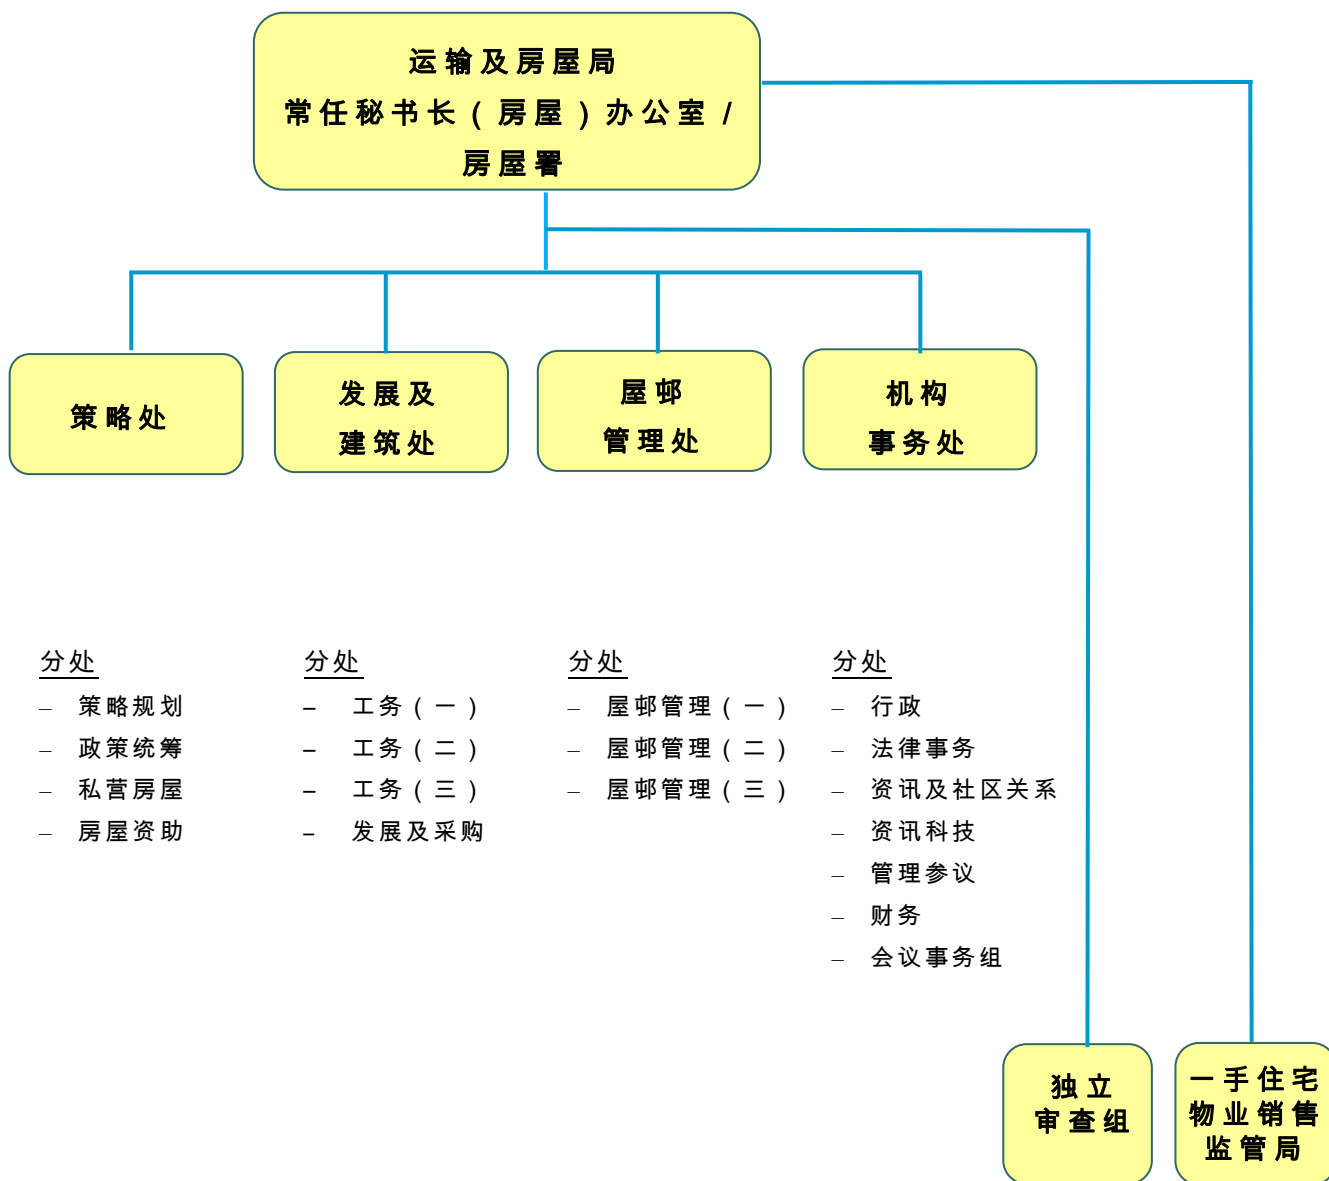 运输及房屋局
常任秘书长（房屋）办公室 /
房屋署
策略处
发展及
建筑处
屋邨
管理处
机构
事务处
分处
– 策略规划
– 政策统筹
– 私营房屋
– 房屋资助
分处
– 工务（一）
– 工务（二）
– 工务（三）
– 发展及采购
分处
– 屋邨管理（一）
– 屋邨管理（二）
– 屋邨管理（三）
分处
– 行政
– 法律事务
– 资讯及社区关系
– 资讯科技
– 管理参议
– 财务
– 会议事务组
独立
审查组
一手住宅
物业销售
监管局